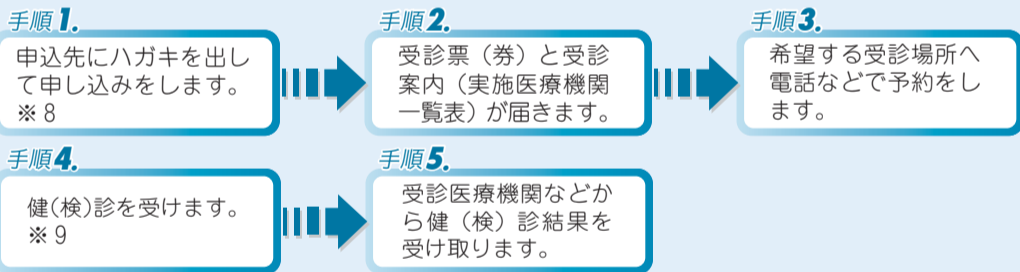 手順1.
申込先にハガキを出し
て申し込みをします。
※8
手順2.
受診票（券）と受診
案内（実施医療機関
一覧表）が届きます。
手順3.
希望する受診場所へ
電話などで予約をし
ます。
手順4.
健(検)診を受けます。
※9
手順5.
受診医療機関などか
ら健（検）診結果を
受け取ります。